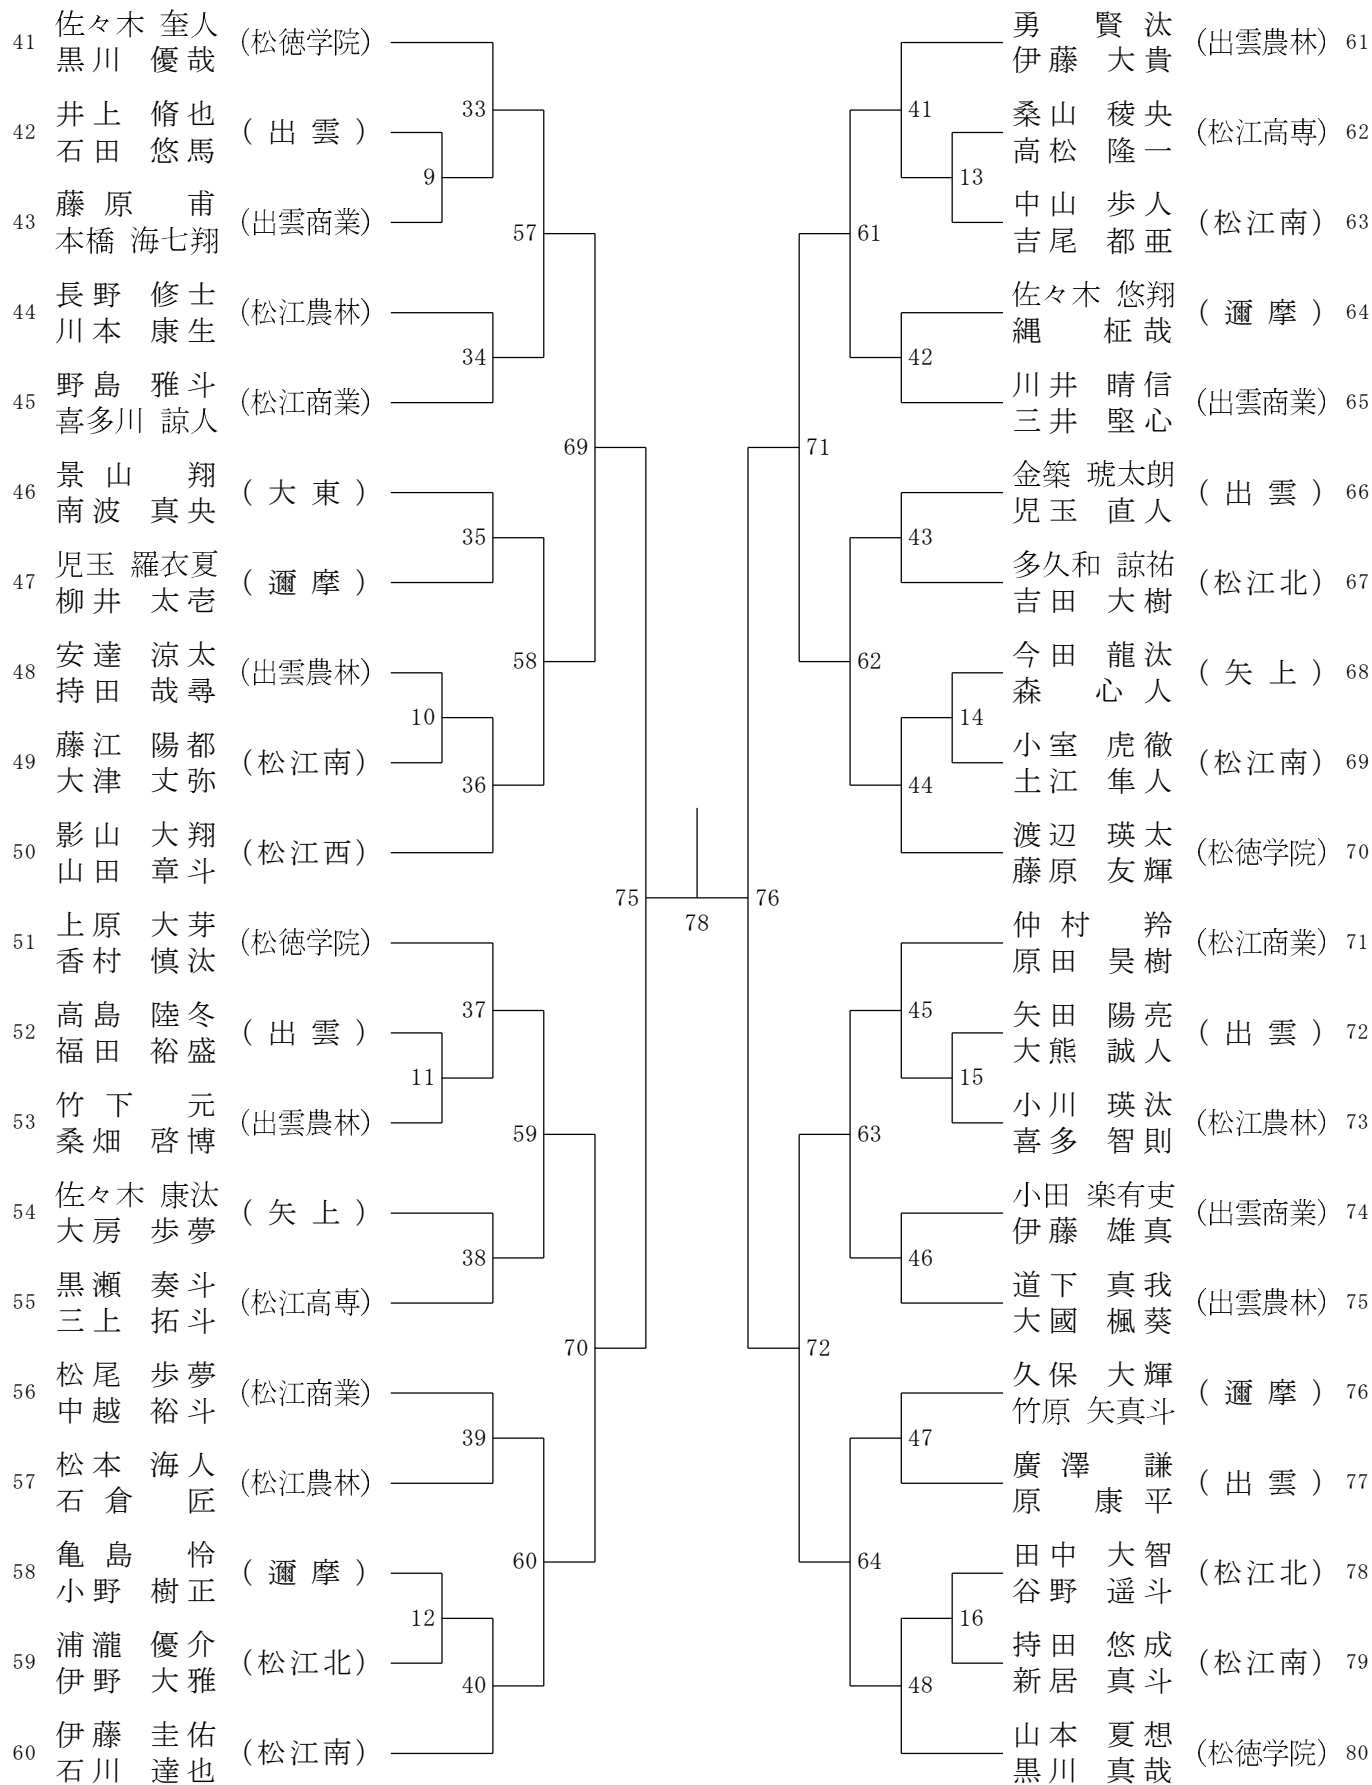 41 佐々木 奎人 (松徳学院)
黒川 優哉
42 井上 脩也 (出雲)
石田 悠馬
43 藤原 甫 (出雲商業)
本橋 海七翔
44 長野 修士 (松江農林)
川本 康生
45 野島 雅斗 (松江商業)
喜多川 諒人
46 景山 翔 (大東)
南波 真央
47 児玉 羅衣夏 (邇摩)
柳井 太壱
48 安達 涼太 (出雲農林)
持田 哉尋
49 藤江 陽都 (松江南)
大津 丈弥
50 影山 大翔 (松江西)
山田 章斗
51 上原 大芽 (松徳学院)
香村 慎汰
52 高島 陸冬 (出雲)
福田 裕盛
53 竹下 元 (出雲農林)
桑畑 啓博
54 佐々木 康汰 (矢上)
大房 歩夢
55 黒瀬 奏斗 (松江高専)
三上 拓斗
56 松尾 歩夢 (松江商業)
中越 裕斗
57 松本 海人 (松江農林)
石倉 匠
58 亀島 怜 (邇摩)
小野 樹正
59 浦瀧 優介 (松江北)
伊野 大雅
60 伊藤 圭佑 (松江南)
石川 達也
33
9
57
34
69
35
58
10
36
75
37
11
59
38
70
39
60
12
40
78
76
41
13
61
42
71
43
62
14
44
45
15
63
46
72
47
64
16
48
勇 賢汰 (出雲農林) 61
伊藤 大貴
桑山 稜央 (松江高専) 62
高松 隆一
中山 歩人 (松江南) 63
吉尾 都亜
佐々木 悠翔 (邇摩) 64
縄 柾哉
川井 晴信 (出雲商業) 65
三井 堅心
金築 琥太朗 (出雲) 66
児玉 直人
多久和 諒祐 (松江北) 67
吉田 大樹
今田 龍汰 (矢上) 68
森 心人
小室 虎徹 (松江南) 69
土江 隼人
渡辺 瑛太 (松徳学院) 70
藤原 友輝
仲村 羚 (松江商業) 71
原田 昊樹
矢田 陽亮 (出雲) 72
大熊 誠人
小川 瑛汰 (松江農林) 73
喜多 智則
小田 楽有吏 (出雲商業) 74
伊藤 雄真
道下 真我 (出雲農林) 75
大國 楓葵
久保 大輝 (邇摩) 76
竹原 矢真斗
廣澤 謙 (出雲) 77
原 康平
田中 大智 (松江北) 78
谷野 遥斗
持田 悠成 (松江南) 79
新居 真斗
山本 夏想 (松徳学院) 80
黒川 真哉